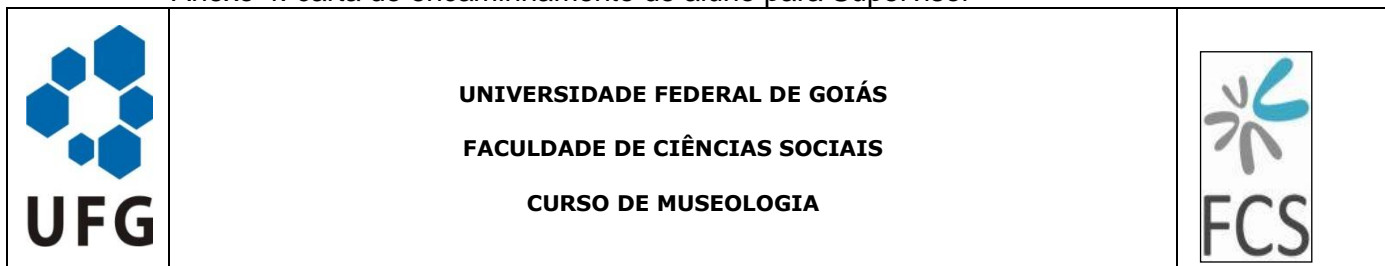 UNIVERSIDADE FEDERAL DE GOIÁS
FACULDADE DE CIÊNCIAS SOCIAIS
CURSO DE MUSEOLOGIA
UFG
FCS